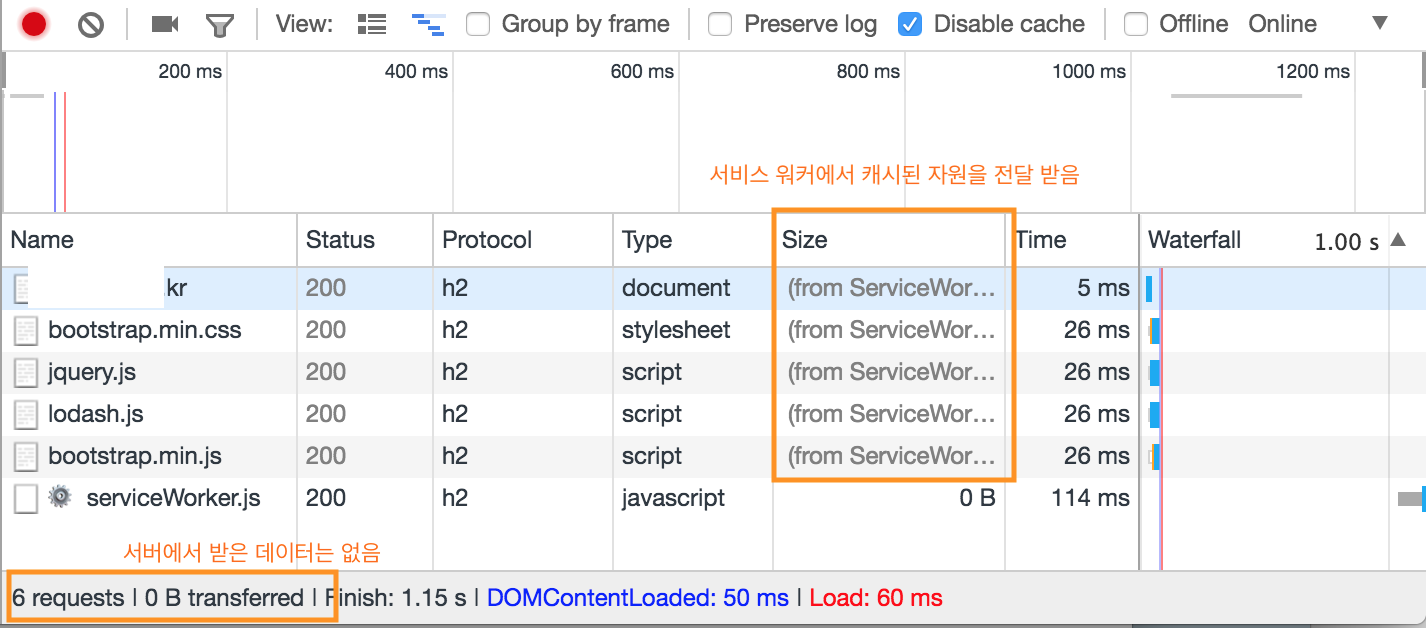 View: Group by frame Preserve log Disable cache Offline Online
200 ms 400 ms 600 ms 800 ms 1000 ms 1200 ms
서비스 워커에서 캐시된 자원을 전달 받음
Name Status Protocol Type Size Time Waterfall 1.00 s
.kr 200 h2 document (from ServiceWor… 5 ms
bootstrap.min.css 200 h2 stylesheet (from ServiceWor… 26 ms
jquery.js 200 h2 script (from ServiceWor… 26 ms
lodash.js 200 h2 script (from ServiceWor… 26 ms
bootstrap.min.js 200 h2 script (from ServiceWor… 26 ms
serviceWorker.js 200 h2 javascript 0 B 114 ms
서버에서 받은 데이터는 없음
6 requests | 0 B transferred | Finish: 1.15 s | DOMContentLoaded: 50 ms | Load: 60 ms